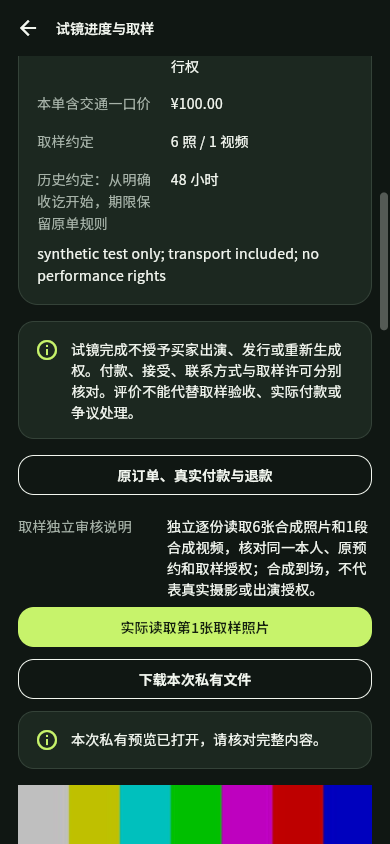 试镜进度与取样
行权
本单含交通一口价 ¥100.00
取样约定 6 照 / 1 视频
历史约定：从明确 48 小时
收讫开始，期限保
留原单规则
synthetic test only; transport included; no
performance rights
试镜完成不授予买家出演、发行或重新生成
权。付款、接受、联系方式与取样许可分别
核对。评价不能代替取样验收、实际付款或
争议处理。
原订单、真实付款与退款
取样独立审核说明 独立逐份读取6张合成照片和1段
合成视频，核对同一本人、原预
约和取样授权；合成到场，不代
表真实摄影或出演授权。
实际读取第1张取样照片
下载本次私有文件
本次私有预览已打开，请核对完整内容。